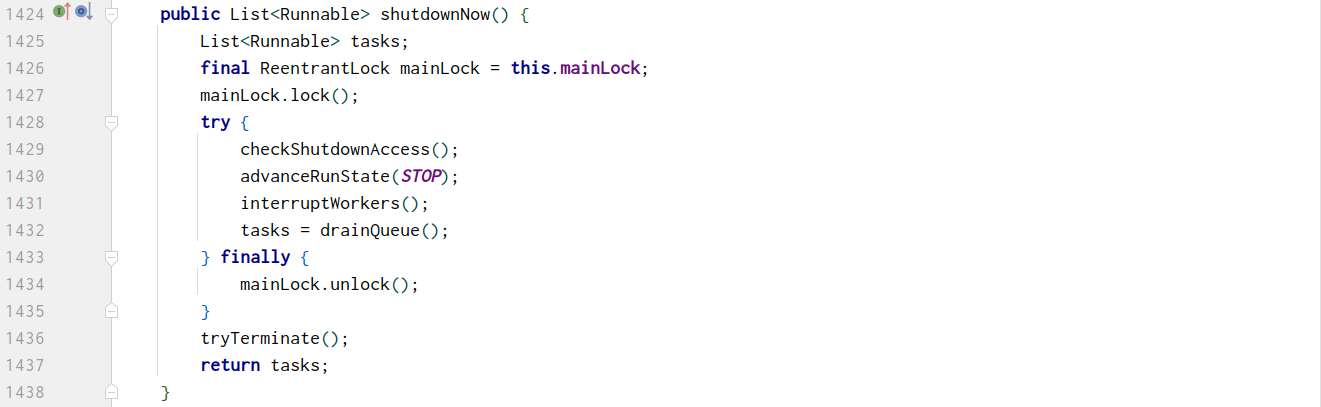 1424 public List<Runnable> shutdownNow() {
1425 List<Runnable> tasks;
1426 final ReentrantLock mainLock = this.mainLock;
1427 mainLock.lock();
1428 try {
1429 checkShutdownAccess();
1430 advanceRunState(STOP);
1431 interruptWorkers();
1432 tasks = drainQueue();
1433 } finally {
1434 mainLock.unlock();
1435 }
1436 tryTerminate();
1437 return tasks;
1438 }